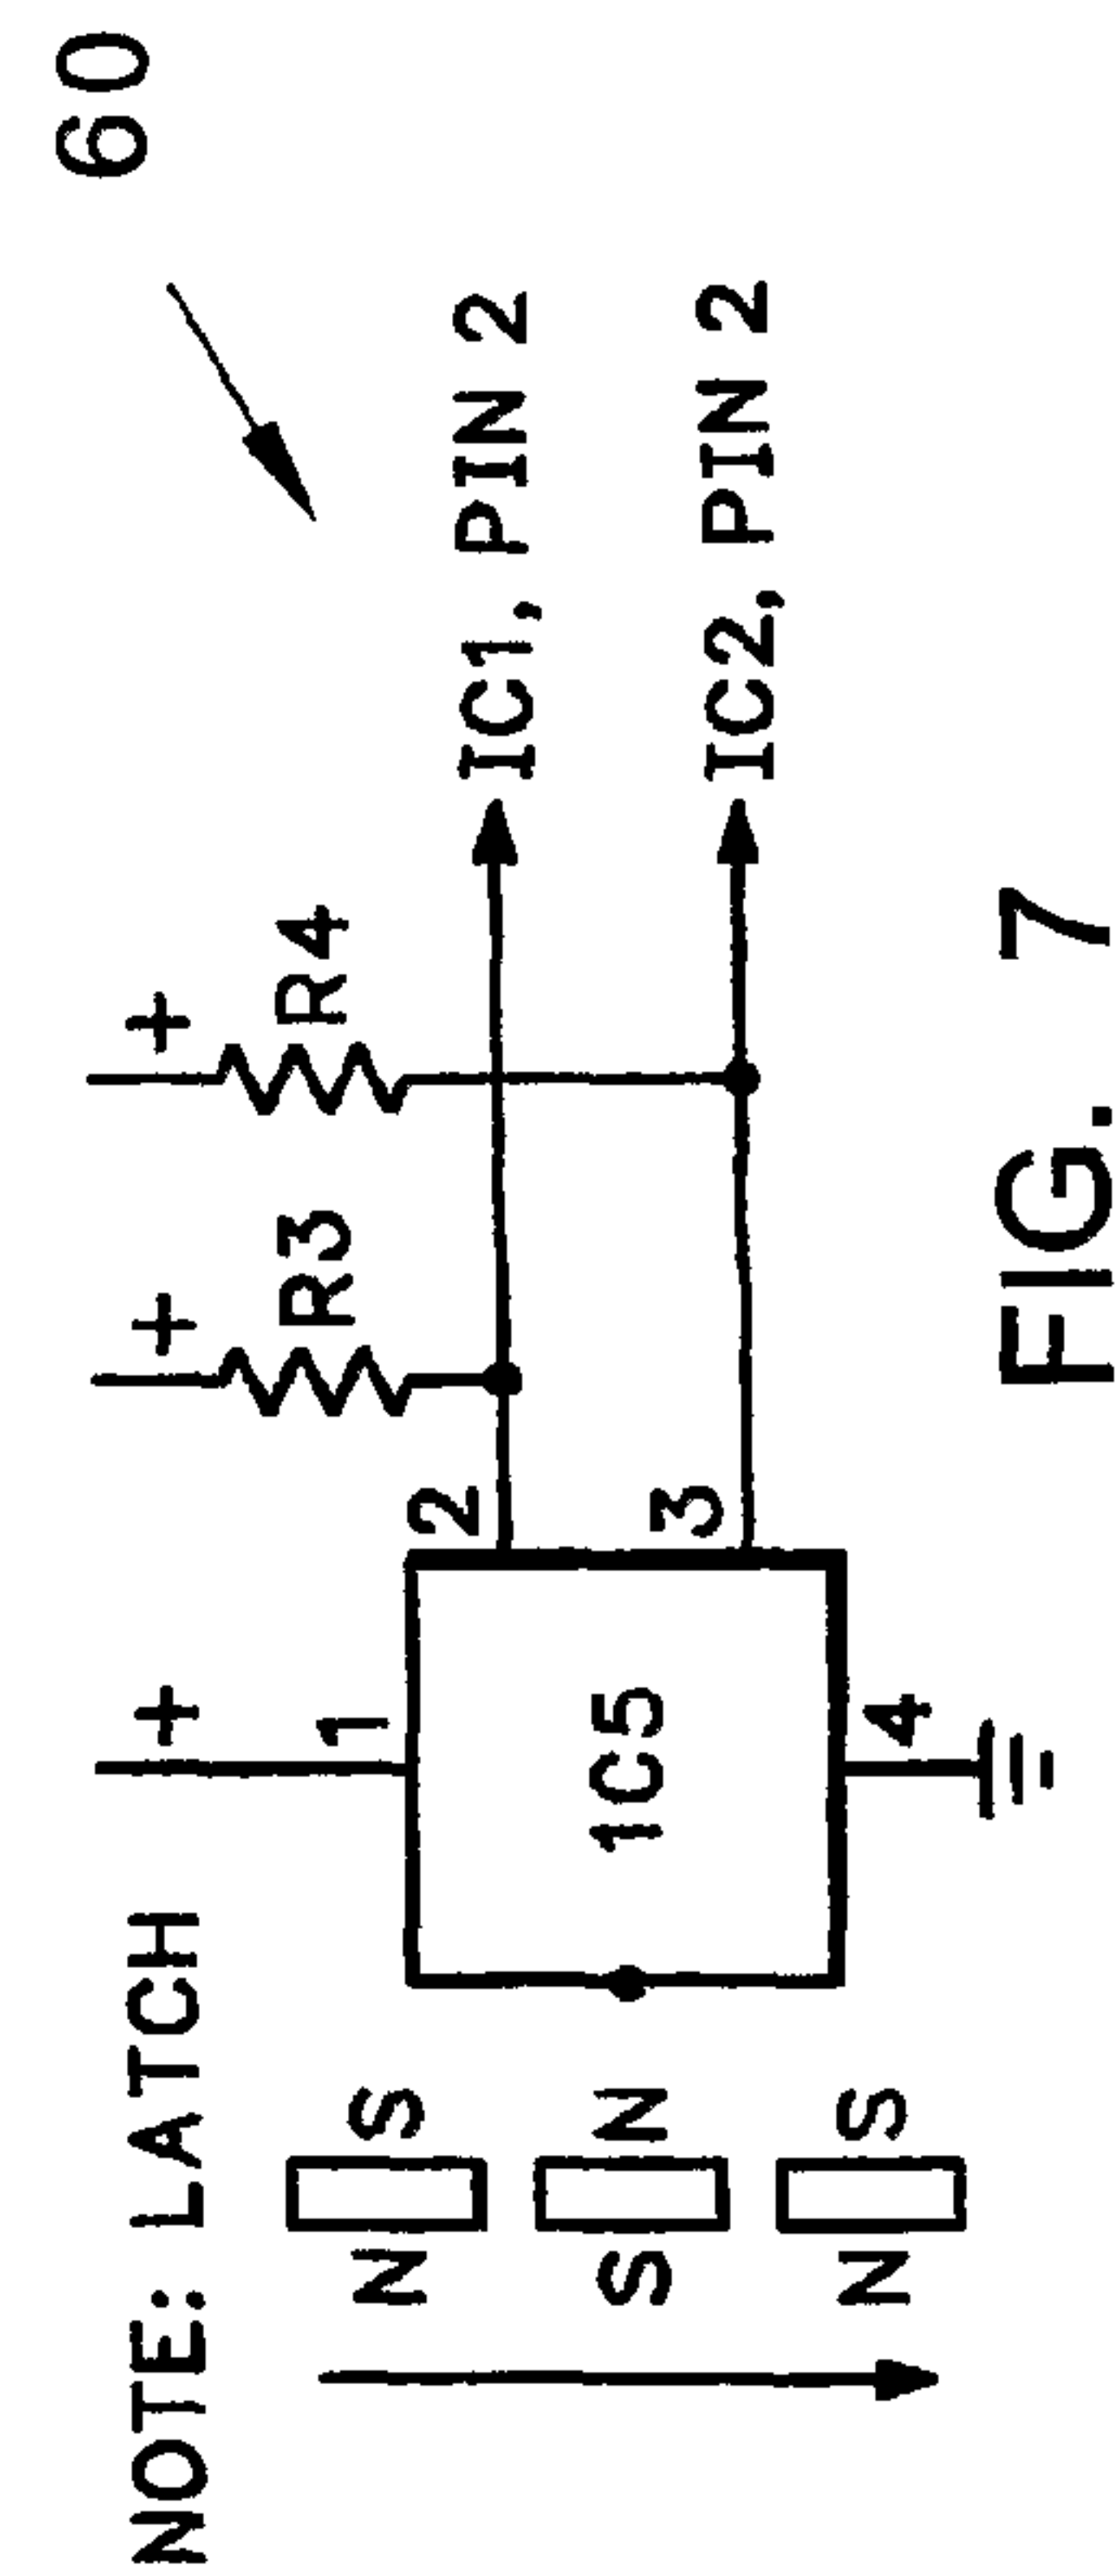 60
NOTE: LATCH
+
+
+
1
R3
R4
N S
2
IC1, PIN 2
S N
1C5
3
IC2, PIN 2
N S
4
FIG. 7